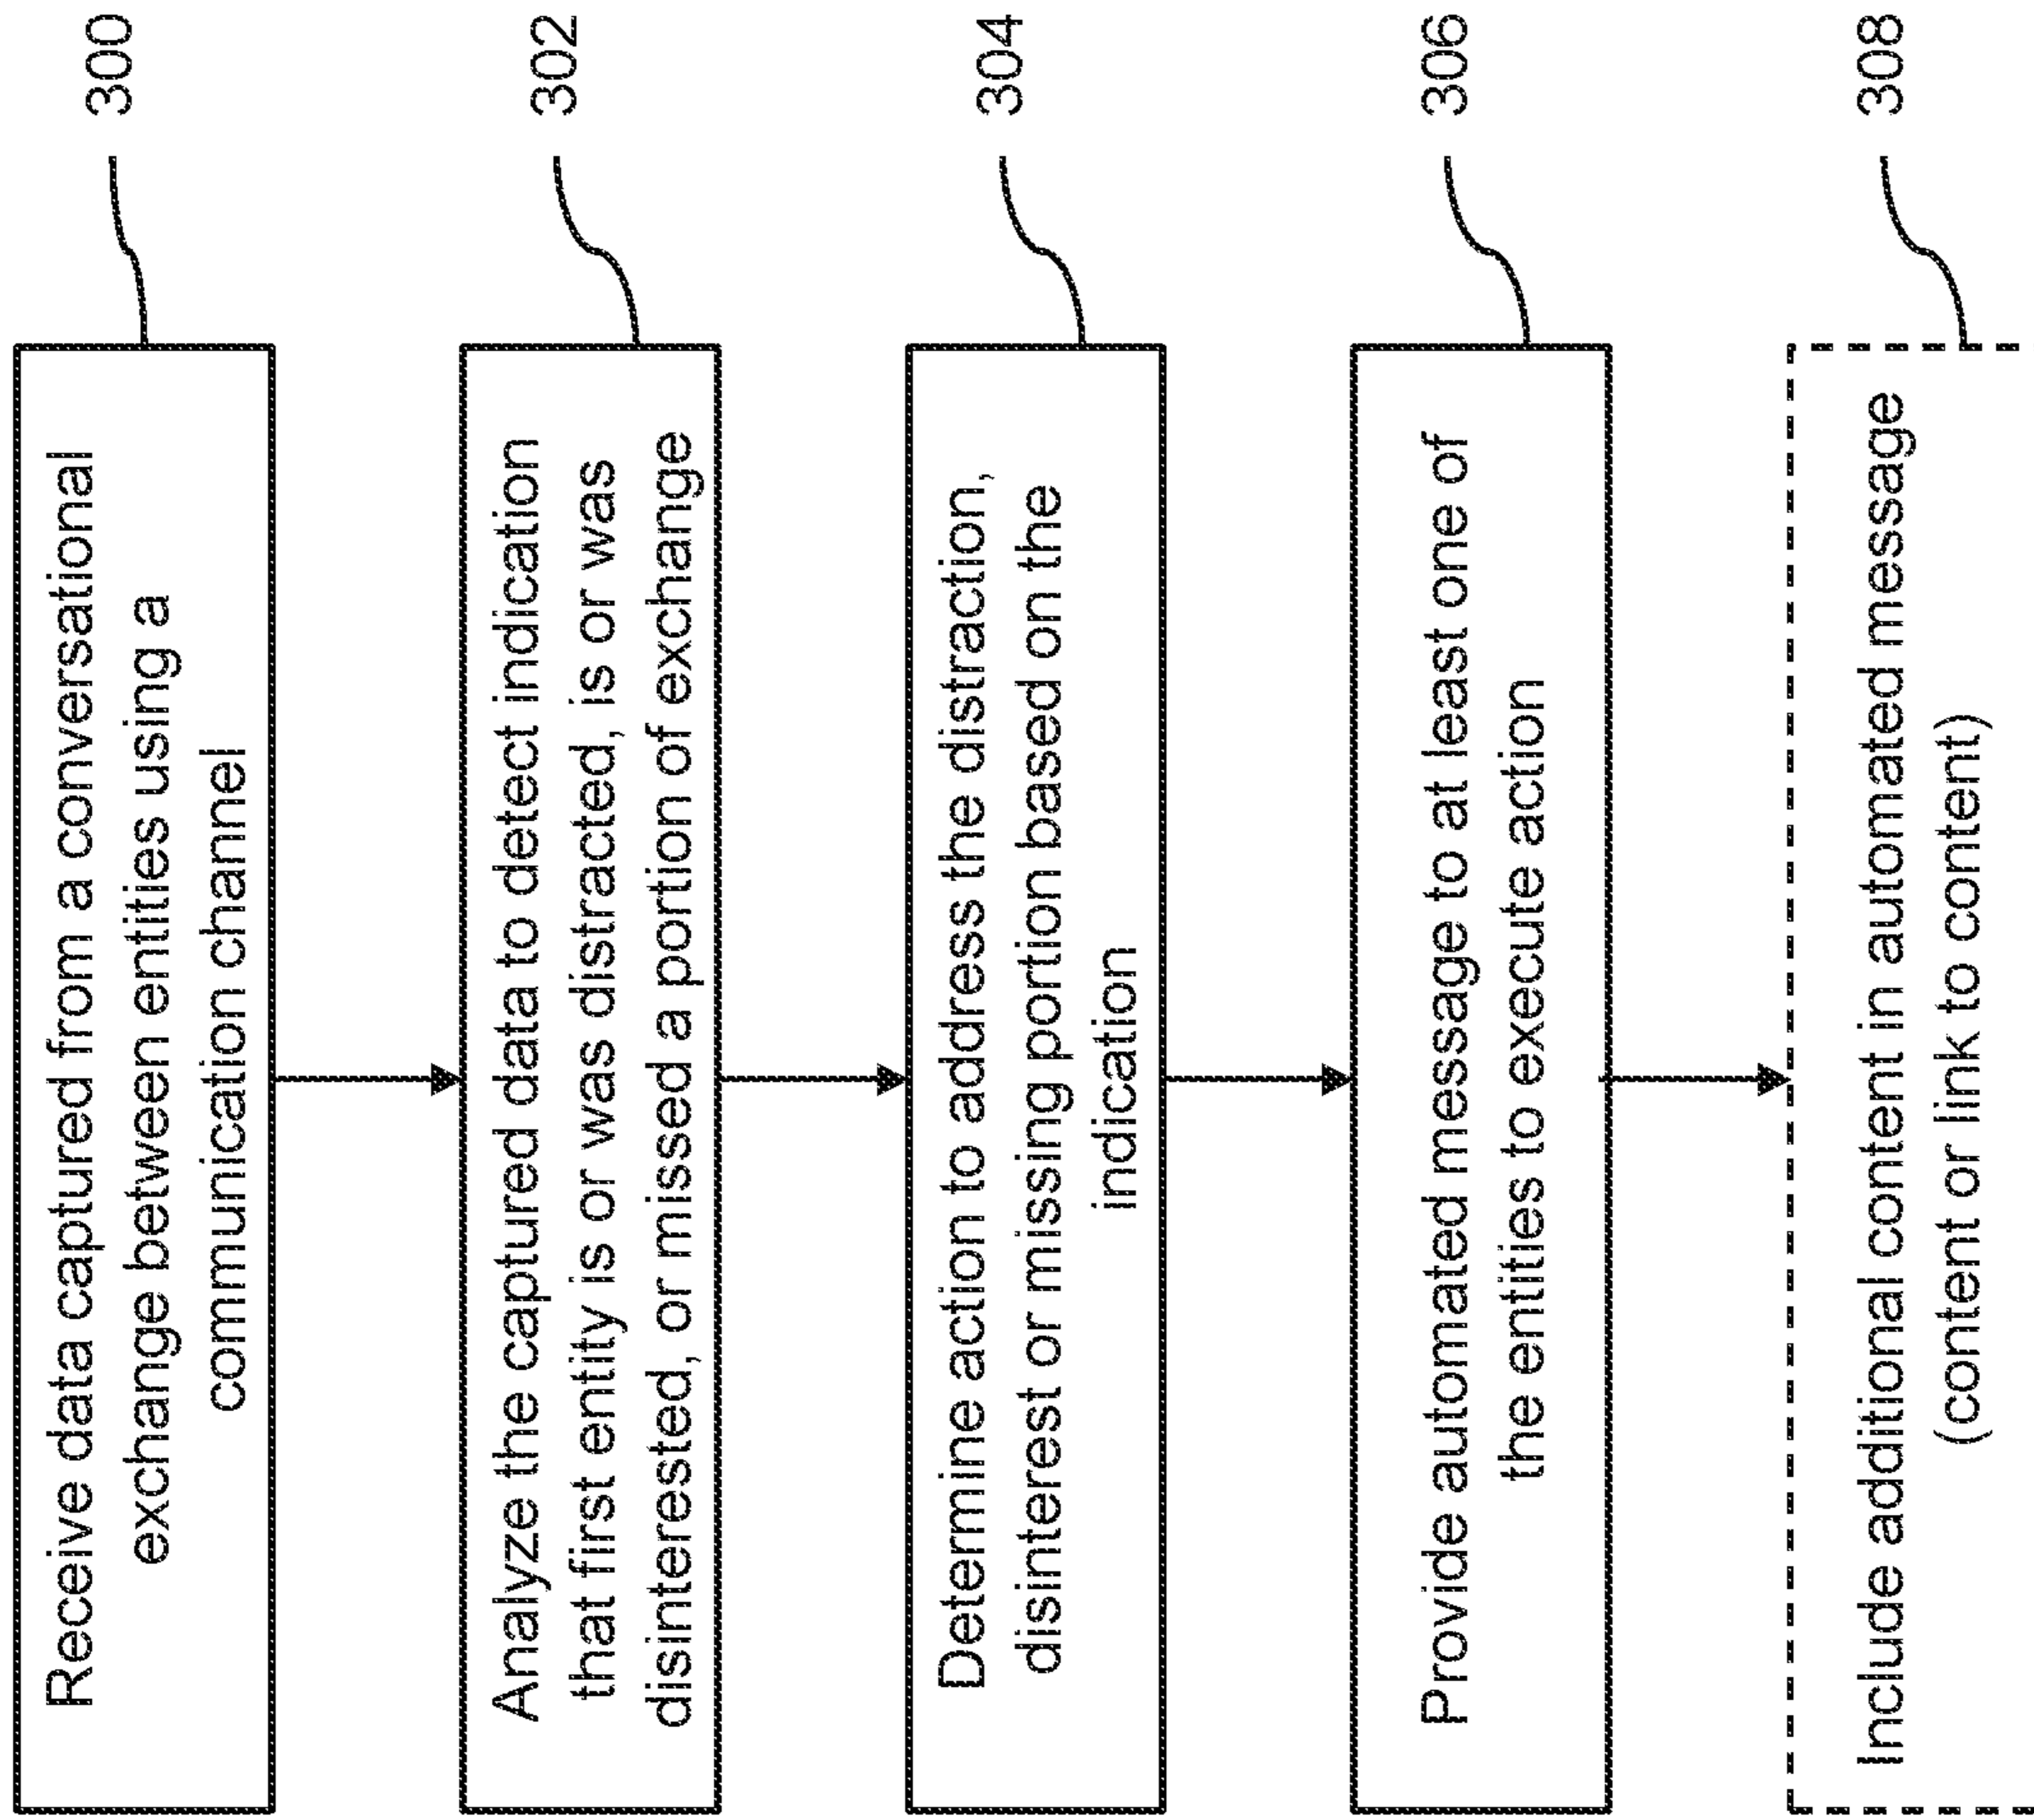 Receive data captured from a conversational
exchange between entities using a
communication channel
300
Analyze the captured data to detect indication
that first entity is or was distracted, is or was
disinterested, or missed a portion of exchange
302
Determine action to address the distraction,
disinterest or missing portion based on the
indication
304
Provide automated message to at least one of
the entities to execute action
306
Include additional content in automated message
(content or link to content)
308